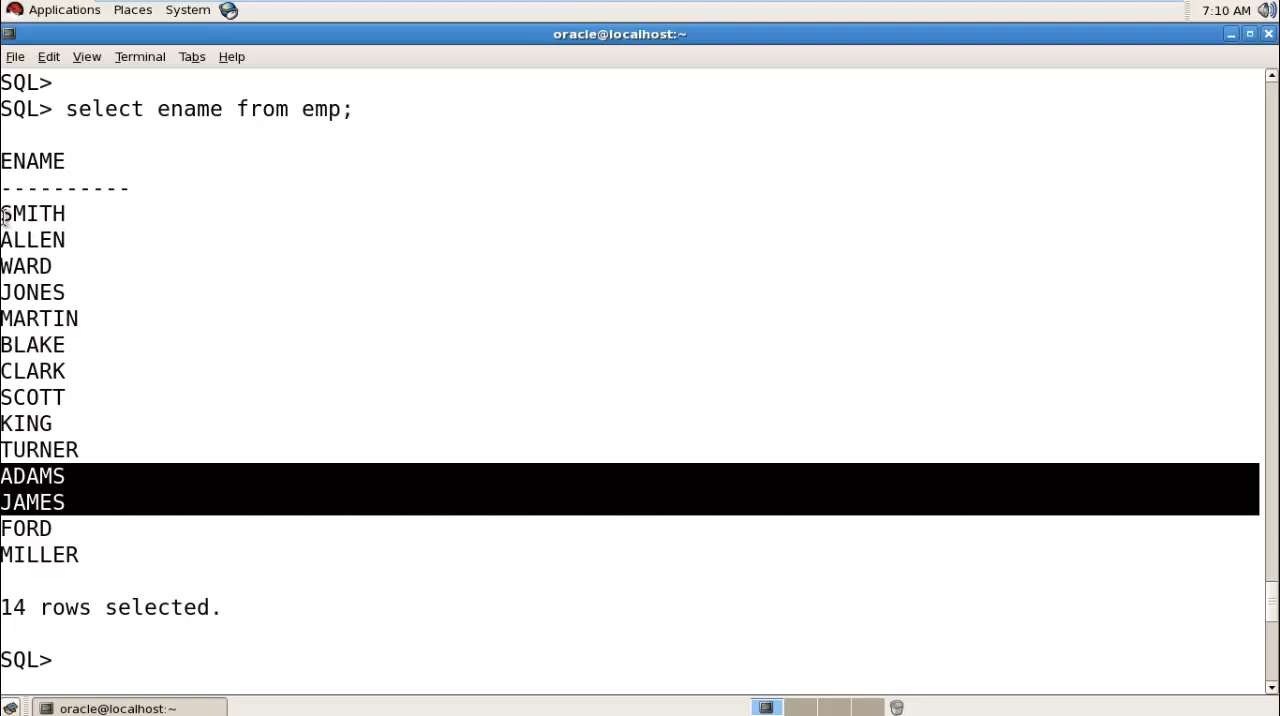 Applications Places System 7:10 AM
oracle@localhost:~
File Edit View Terminal Tabs Help
SQL>
SQL> select ename from emp;
ENAME
----------
SMITH
ALLEN
WARD
JONES
MARTIN
BLAKE
CLARK
SCOTT
KING
TURNER
ADAMS
JAMES
FORD
MILLER
14 rows selected.
SQL>
oracle@localhost:~